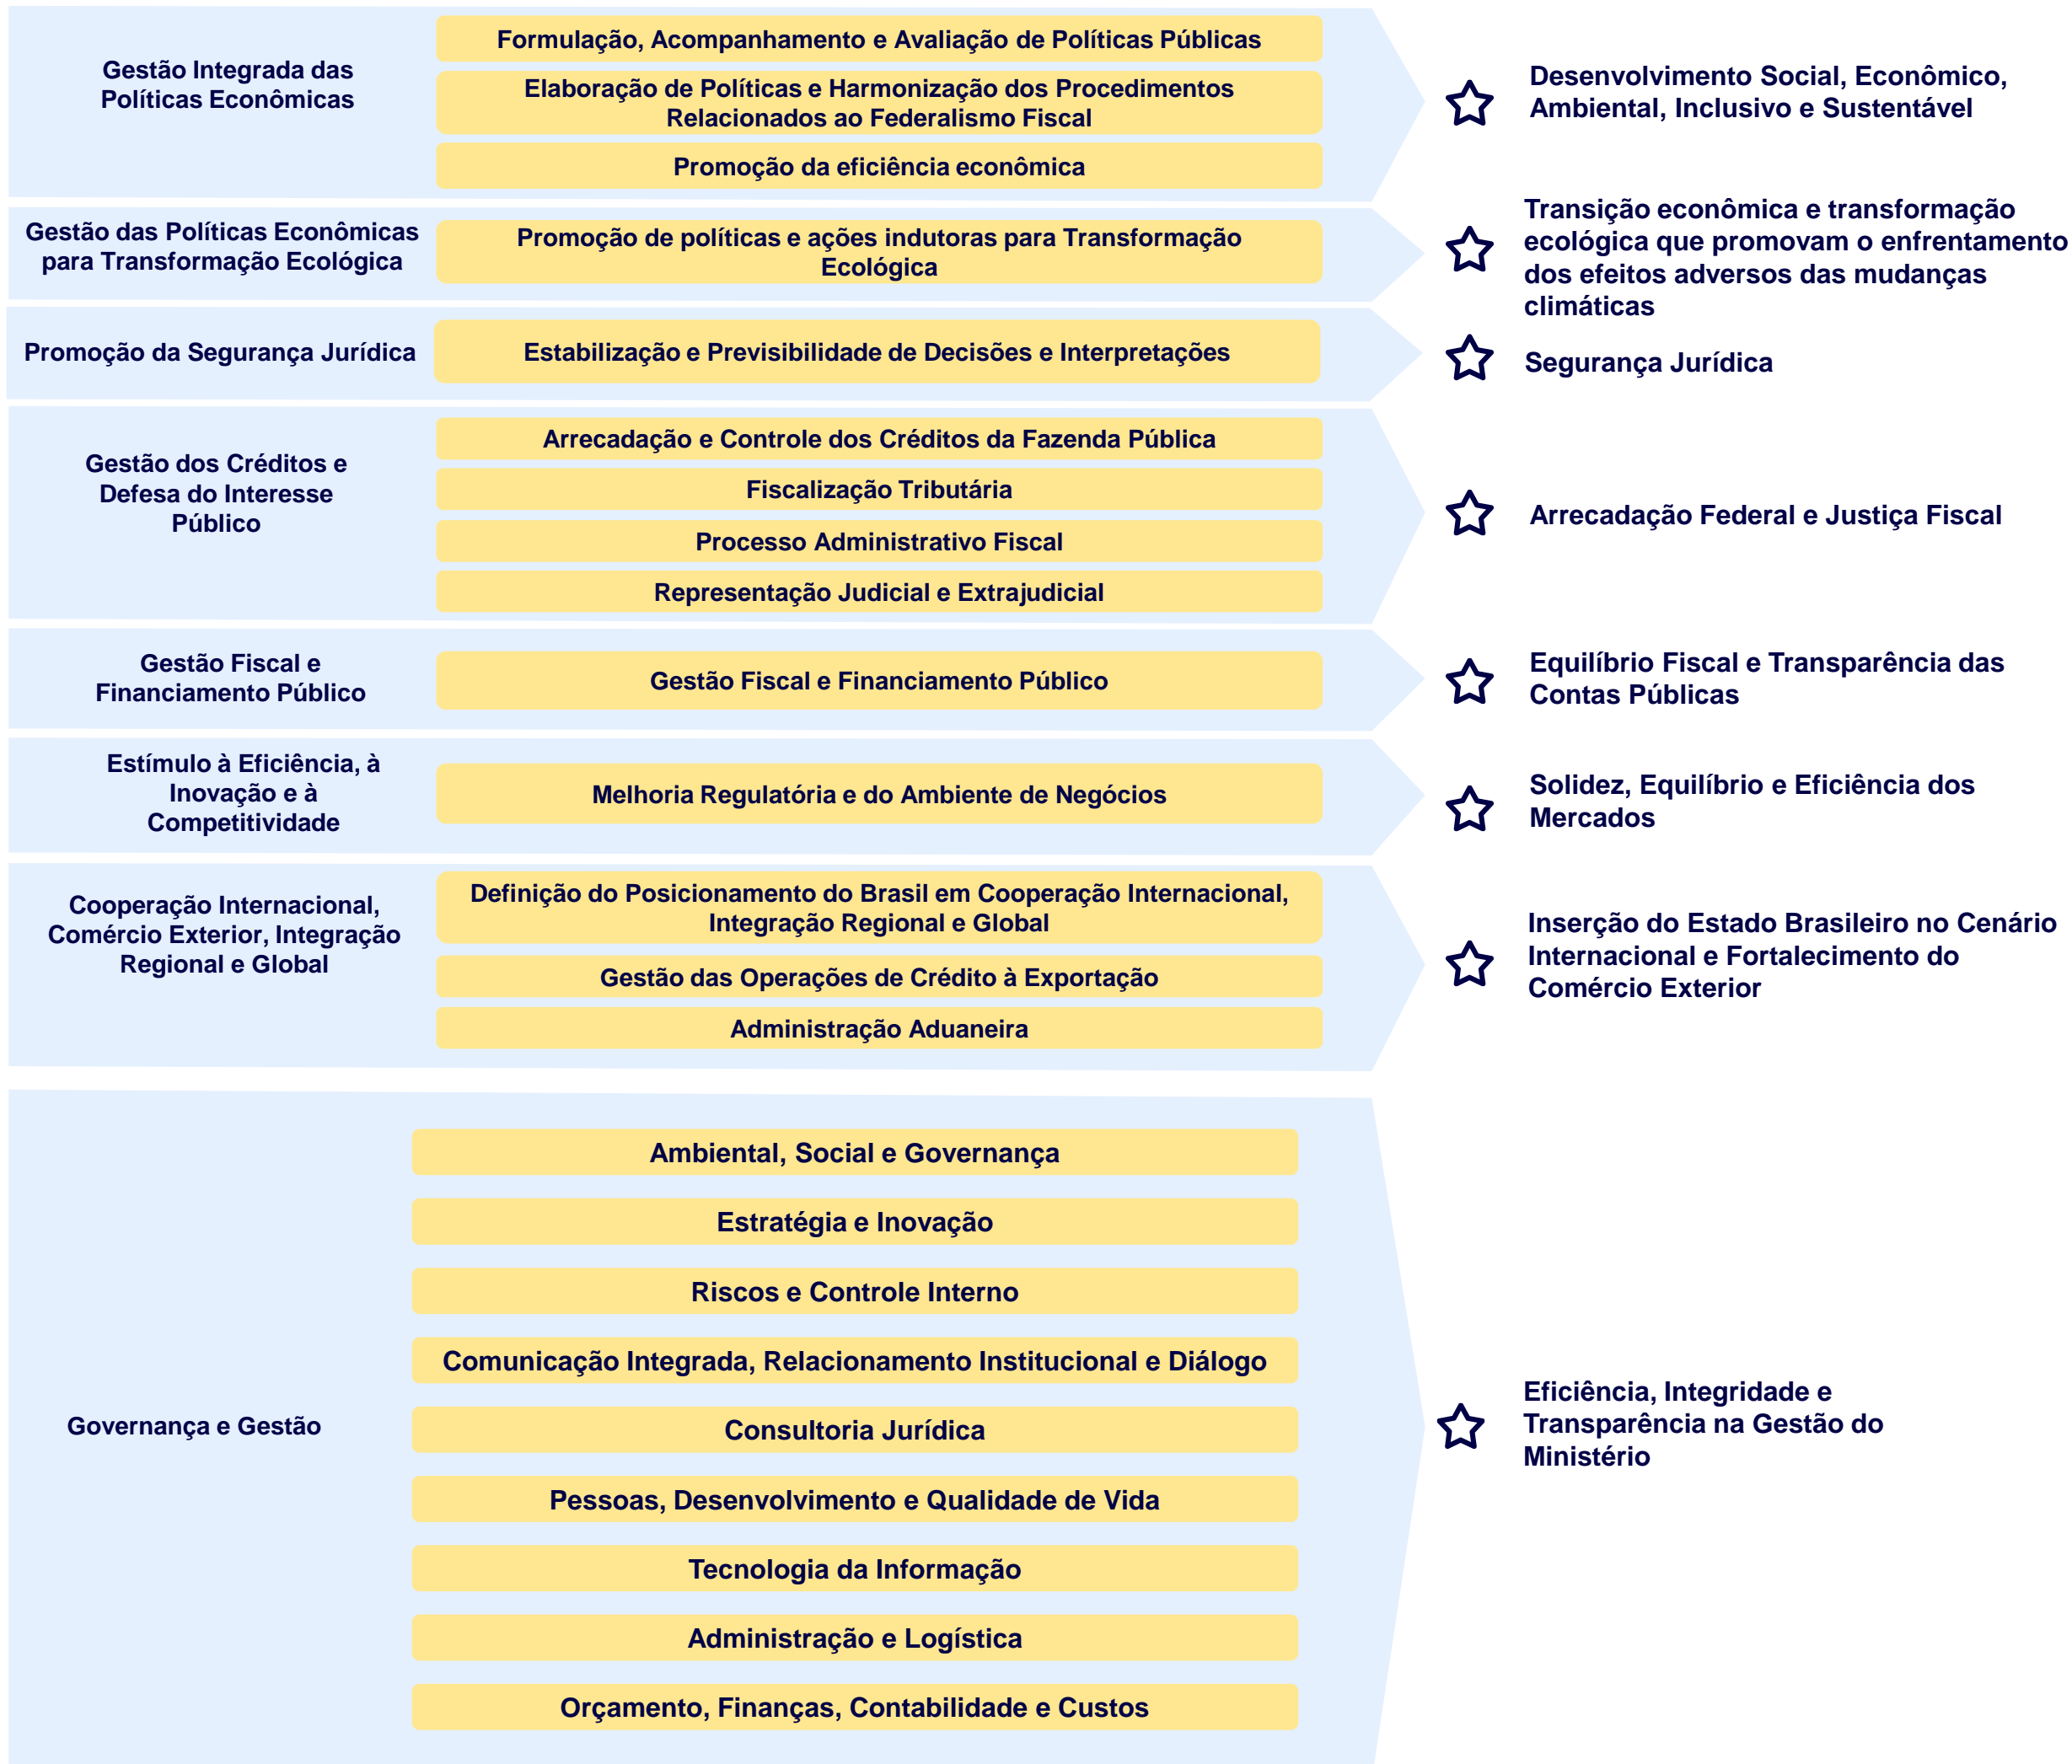 Gestão Integrada das
Políticas Econômicas
Formulação, Acompanhamento e Avaliação de Políticas Públicas
Elaboração de Políticas e Harmonização dos Procedimentos
Relacionados ao Federalismo Fiscal
Promoção da eficiência econômica
Desenvolvimento Social, Econômico,
Ambiental, Inclusivo e Sustentável
Gestão das Políticas Econômicas
para Transformação Ecológica
Promoção de políticas e ações indutoras para Transformação
Ecológica
Transição econômica e transformação
ecológica que promovam o enfrentamento
dos efeitos adversos das mudanças
climáticas
Promoção da Segurança Jurídica
Estabilização e Previsibilidade de Decisões e Interpretações
Segurança Jurídica
Gestão dos Créditos e
Defesa do Interesse
Público
Arrecadação e Controle dos Créditos da Fazenda Pública
Fiscalização Tributária
Processo Administrativo Fiscal
Representação Judicial e Extrajudicial
Arrecadação Federal e Justiça Fiscal
Gestão Fiscal e
Financiamento Público
Gestão Fiscal e Financiamento Público
Equilíbrio Fiscal e Transparência das
Contas Públicas
Estímulo à Eficiência, à
Inovação e à
Competitividade
Melhoria Regulatória e do Ambiente de Negócios
Solidez, Equilíbrio e Eficiência dos
Mercados
Cooperação Internacional,
Comércio Exterior, Integração
Regional e Global
Definição do Posicionamento do Brasil em Cooperação Internacional,
Integração Regional e Global
Gestão das Operações de Crédito à Exportação
Administração Aduaneira
Inserção do Estado Brasileiro no Cenário
Internacional e Fortalecimento do
Comércio Exterior
Governança e Gestão
Ambiental, Social e Governança
Estratégia e Inovação
Riscos e Controle Interno
Comunicação Integrada, Relacionamento Institucional e Diálogo
Consultoria Jurídica
Pessoas, Desenvolvimento e Qualidade de Vida
Tecnologia da Informação
Administração e Logística
Orçamento, Finanças, Contabilidade e Custos
Eficiência, Integridade e
Transparência na Gestão do
Ministério